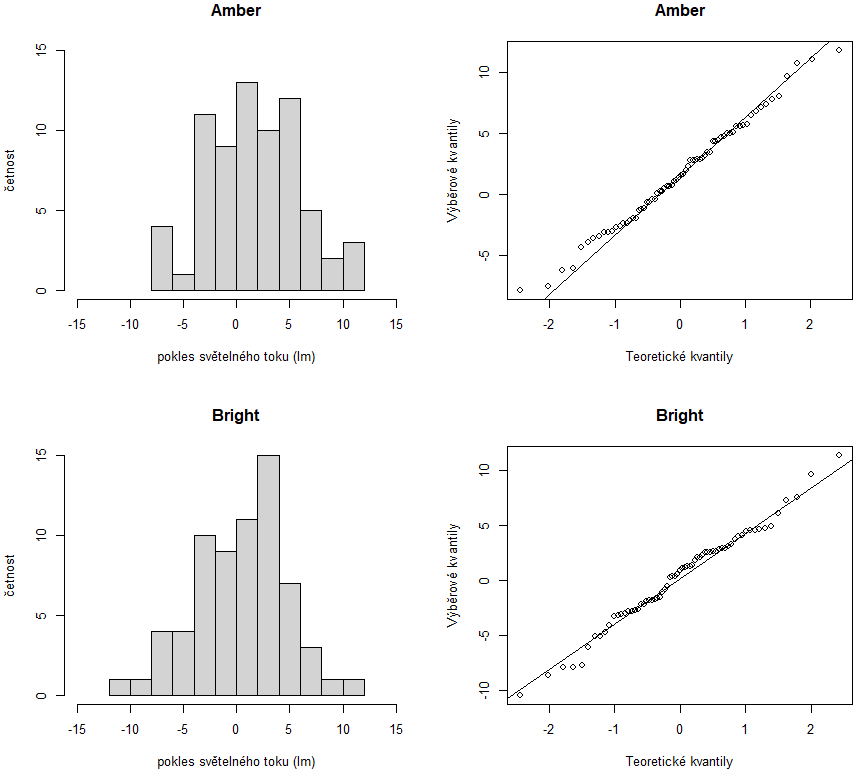 Amber
15
10
5
0
četnost
-15 -10 -5 0 5 10 15
pokles světelného toku (lm)
Amber
10
5
0
-5
Výběrové kvantily
-2 -1 0 1 2
Teoretické kvantily
Bright
15
10
5
0
četnost
-15 -10 -5 0 5 10 15
pokles světelného toku (lm)
Bright
10
5
0
-5
-10
Výběrové kvantily
-2 -1 0 1 2
Teoretické kvantily